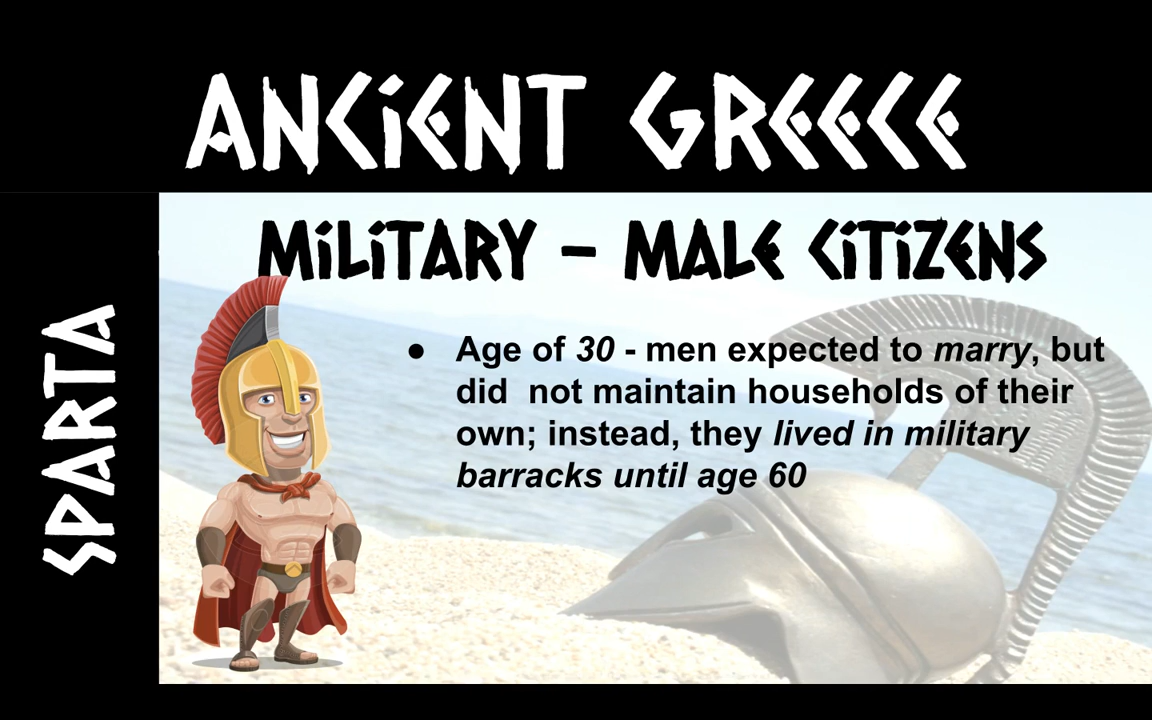 ANCiENT GREECE
SPARTA
MiLiTARY – MALE CiTiZENS
● Age of 30 - men expected to marry, but
did  not maintain households of their
own; instead, they lived in military
barracks until age 60